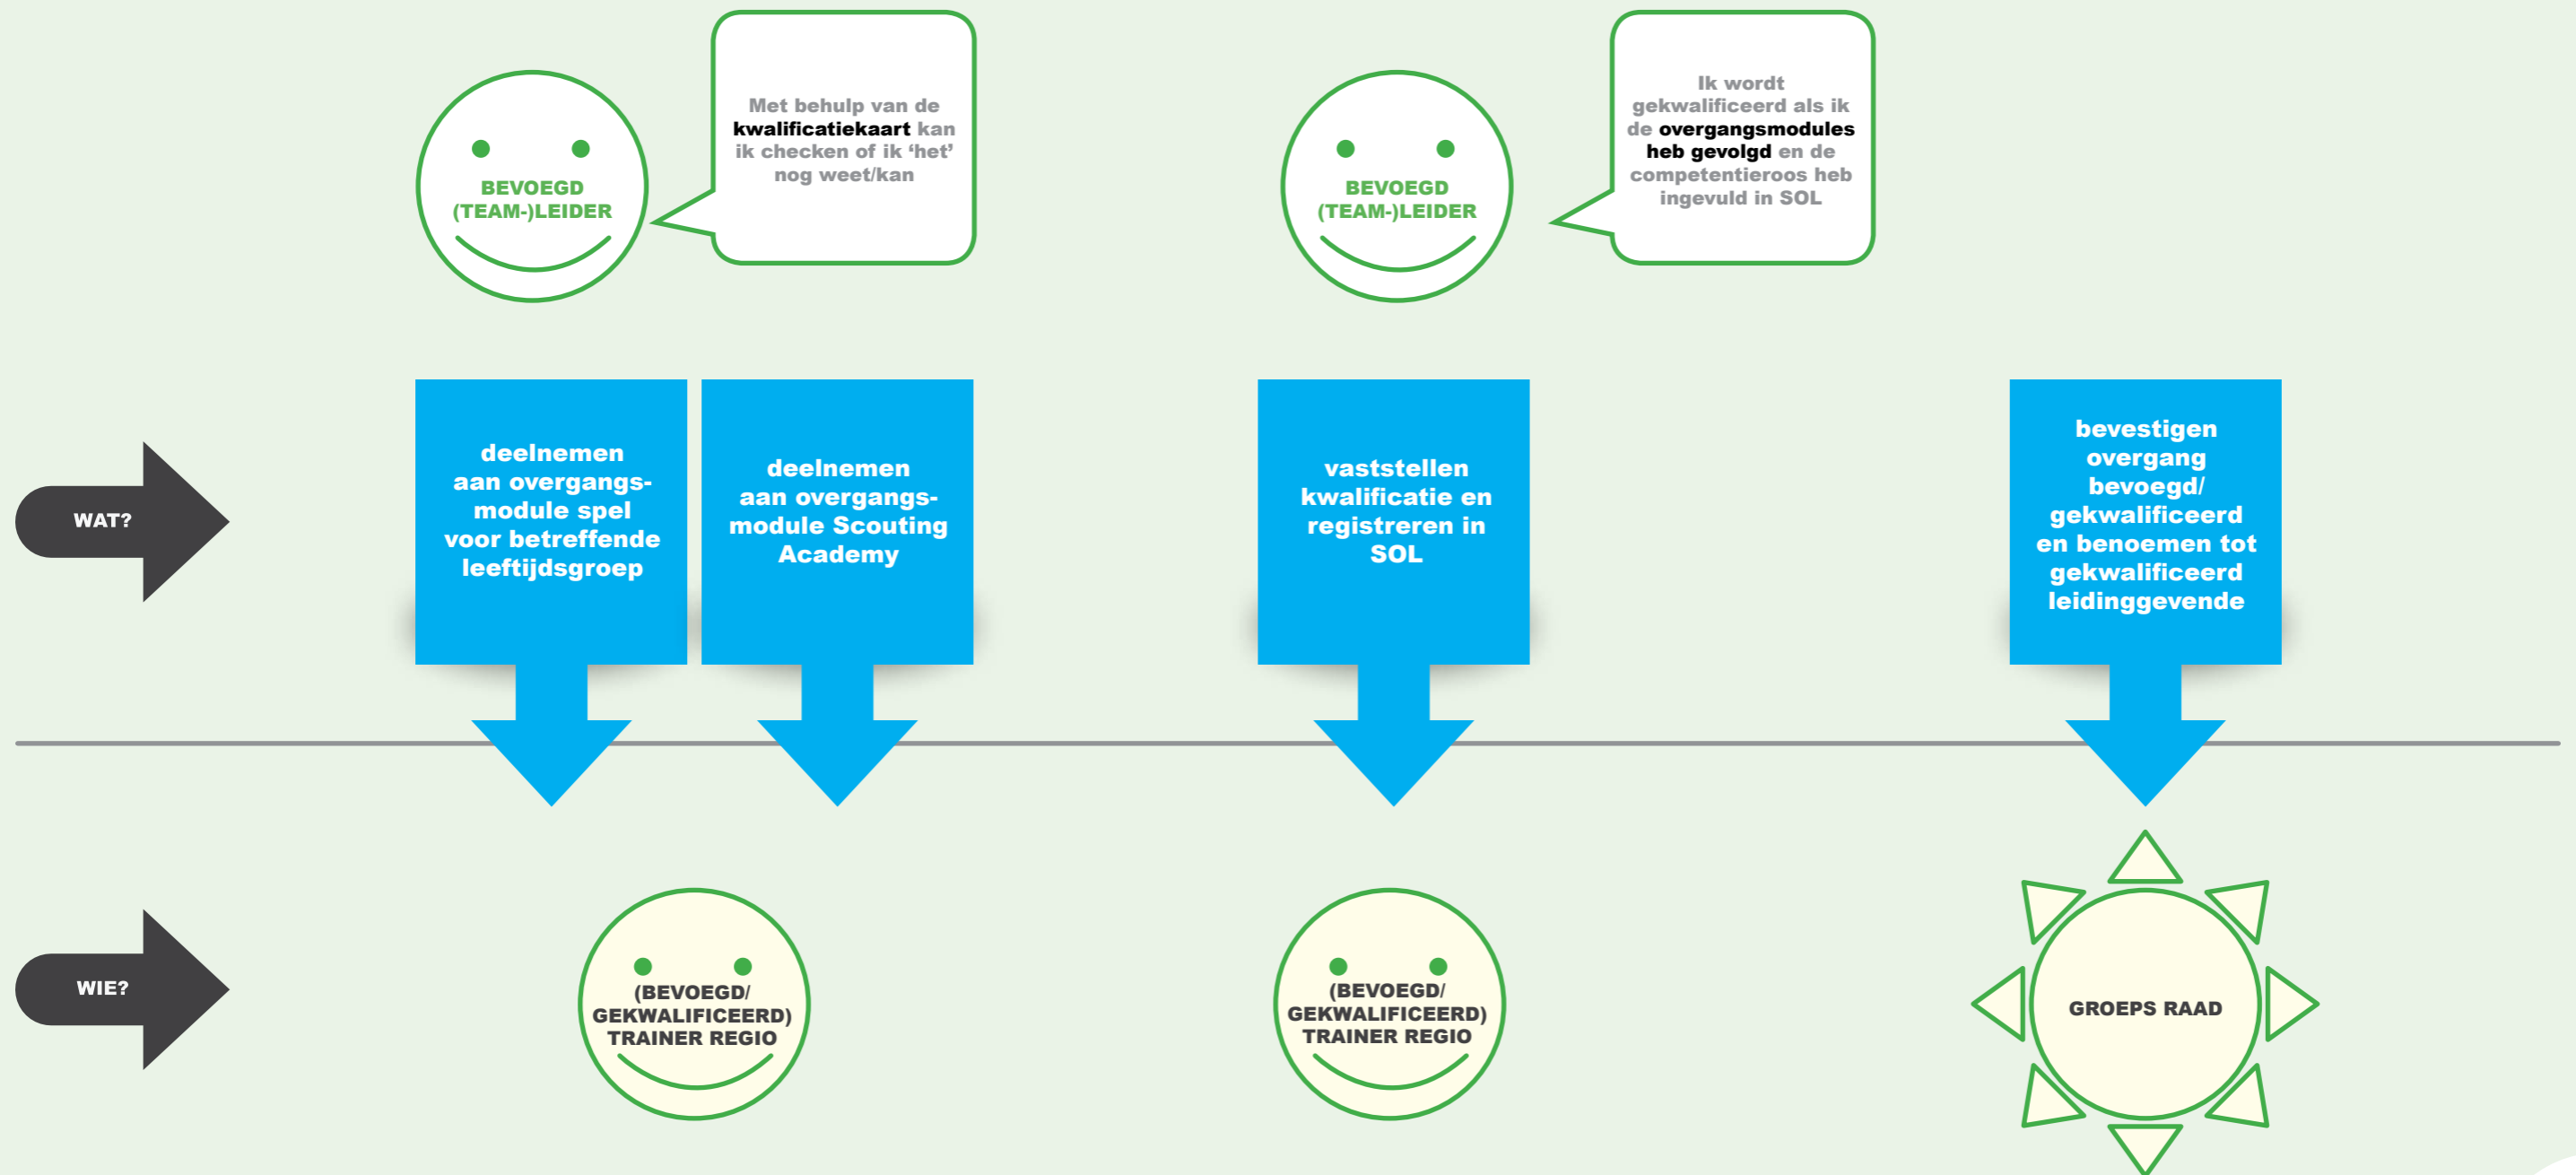 BEVOEGD
(TEAM-)LEIDER
Met behulp van de
kwalificatiekaart kan
ik checken of ik ‘het’
nog weet/kan
BEVOEGD
(TEAM-)LEIDER
Ik wordt
gekwalificeerd als ik
de overgangsmodules
heb gevolgd en de
competentieroos heb
ingevuld in SOL
WAT?
deelnemen
aan overgangs-
module spel
voor betreffende
leeftijdsgroep
deelnemen
aan overgangs-
module Scouting
Academy
vaststellen
kwalificatie en
registreren in
SOL
bevestigen
overgang
bevoegd/
gekwalificeerd
en benoemen tot
gekwalificeerd
leidinggevende
WIE?
(BEVOEGD/
GEKWALIFICEERD)
TRAINER REGIO
(BEVOEGD/
GEKWALIFICEERD)
TRAINER REGIO
GROEPS RAAD